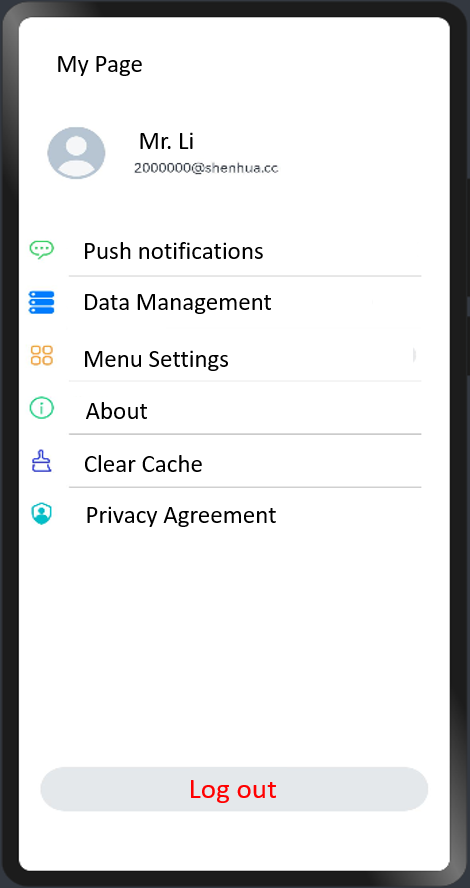 My Page
Mr. Li
2000000@shenhua.cc
Push notifications
Data Management
Menu Settings
About
Clear Cache
Privacy Agreement
Log out